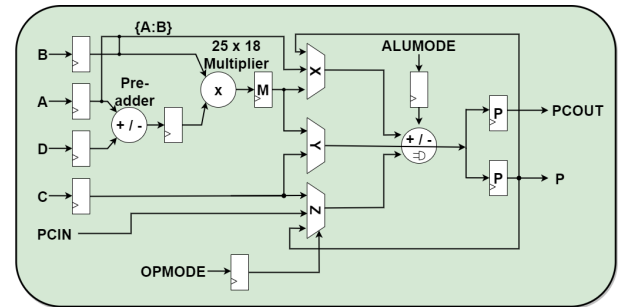 {A:B}
25 x 18
Multiplier
ALUMODE
B
Pre-
adder
A
x
M
X
+ / -
+ / -
P
PCOUT
D
Y
P
P
C
Z
PCIN
OPMODE